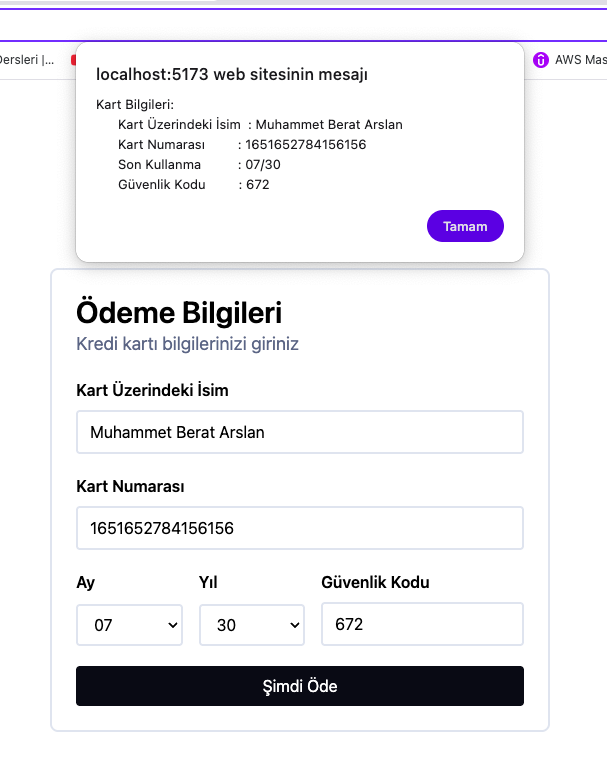 Dersleri |...
AWS Mas
localhost:5173 web sitesinin mesajı
Kart Bilgileri:
Kart Üzerindeki İsim : Muhammet Berat Arslan
Kart Numarası : 1651652784156156
Son Kullanma : 07/30
Güvenlik Kodu : 672
Tamam
Ödeme Bilgileri
Kredi kartı bilgilerinizi giriniz
Kart Üzerindeki İsim
Muhammet Berat Arslan
Kart Numarası
1651652784156156
Ay Yıl Güvenlik Kodu
07 30 672
Şimdi Öde